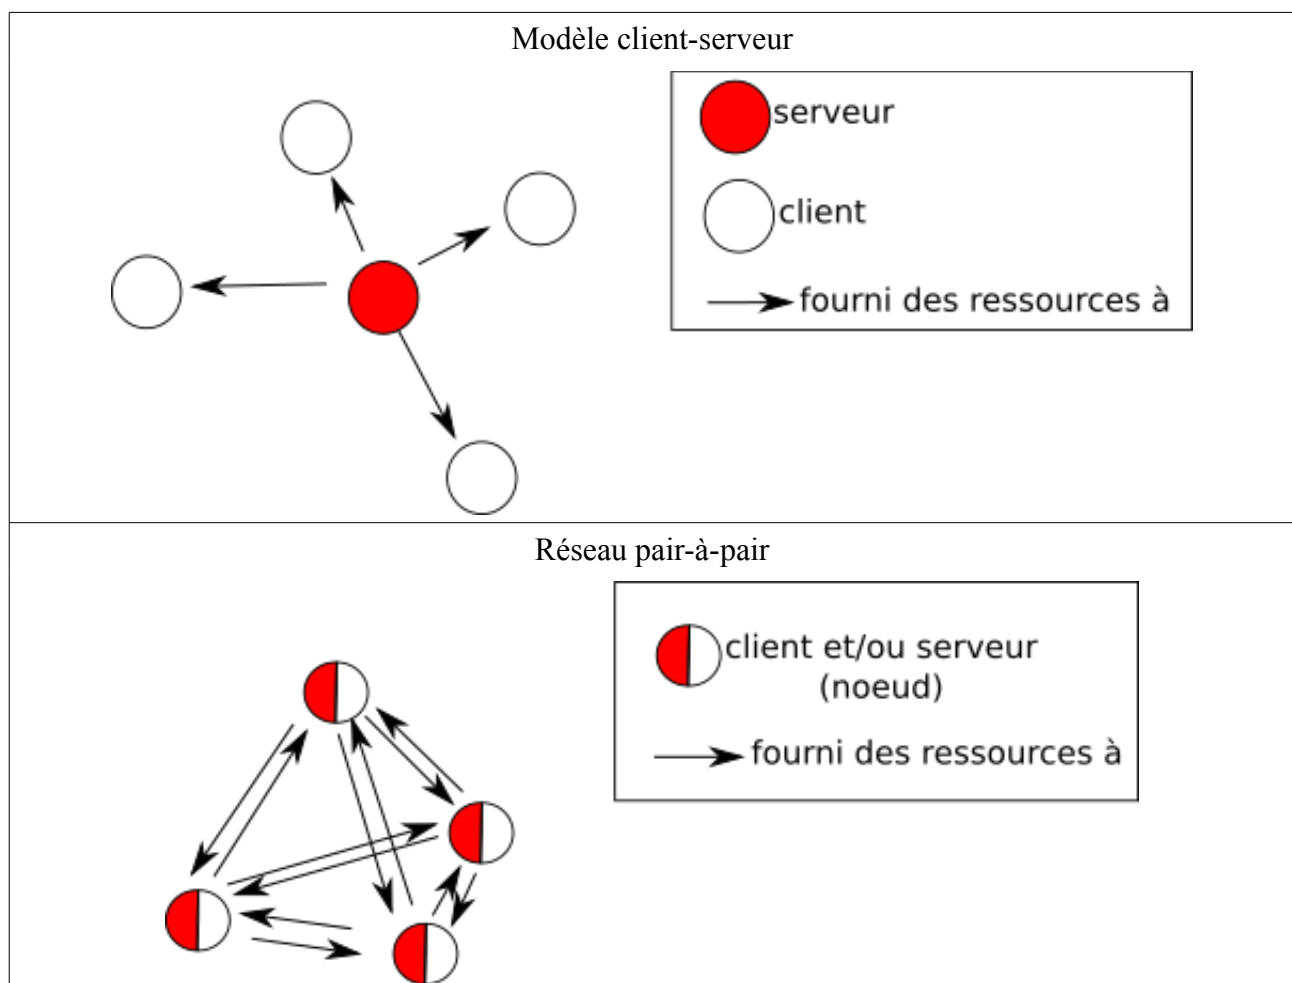 Modèle client-serveur
serveur
client
fourni des ressources à
Réseau pair-à-pair
client et/ou serveur
(noeud)
fourni des ressources à